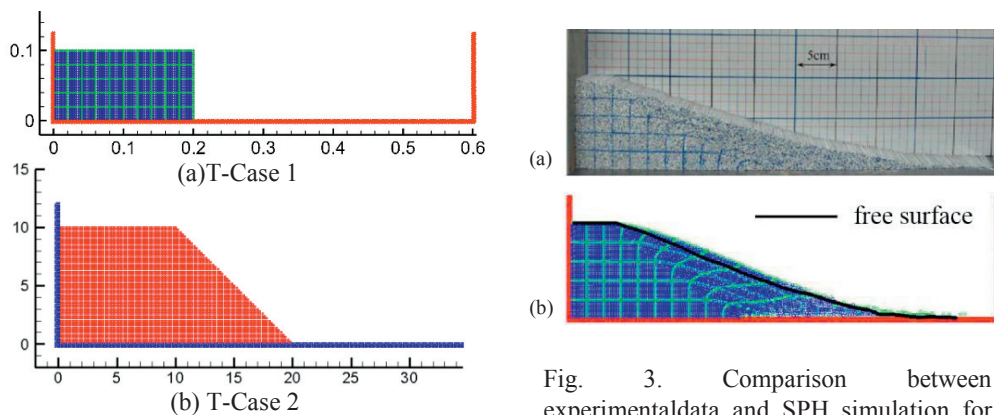 0.1
0
0 0.1 0.2 0.3 0.4 0.5 0.6
(a)T-Case 1
15
10
5
0
0 5 10 15 20 25 30
(b) T-Case 2
(a)
5cm
(b)
free surface
Fig. 3. Comparison between
experimentaldata and SPH simulation for